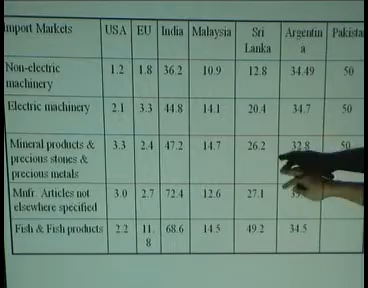 Import Markets USA EU India Malaysia Sri Lanka Argentina Pakista
Non-electric machinery 1.2 1.8 36.2 10.9 12.8 34.49 50
Electric machinery 2.1 3.3 44.8 14.1 20.4 34.7 50
Mineral products & precious stones & precious metals 3.3 2.4 47.2 14.7 26.2 32.8 50
Mnfr. Articles not elsewhere specified 3.0 2.7 72.4 12.6 27.1
Fish & Fish products 2.2 11.8 68.6 14.5 49.2 34.5